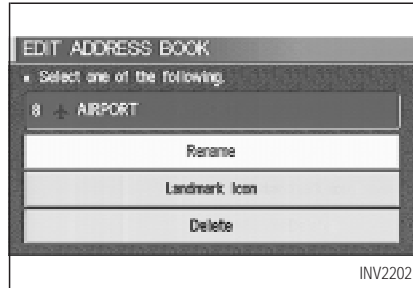 EDIT ADDRESS BOOK
• Select one of the following.
8 AIRPORT
Rename
Landmark Icon
Delete
INV2202